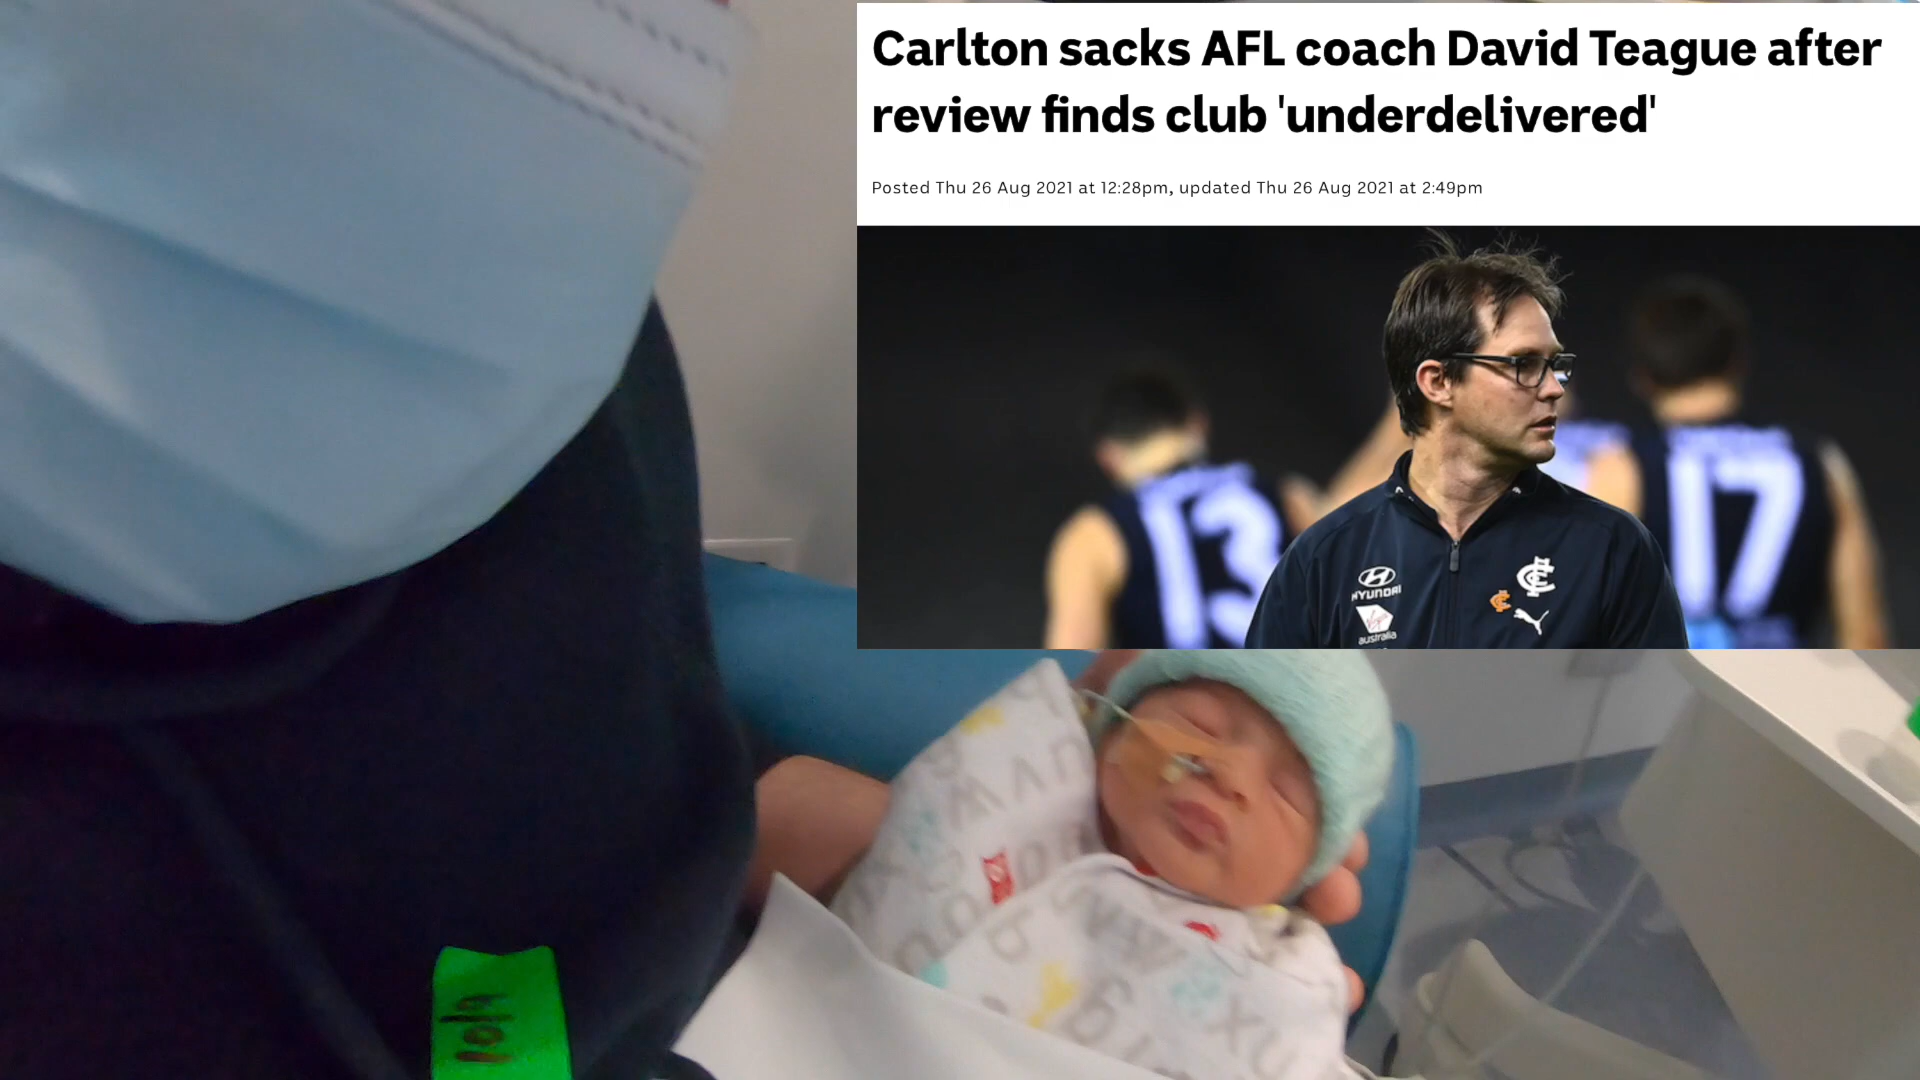 Carlton sacks AFL coach David Teague after
review finds club 'underdelivered'
Posted Thu 26 Aug 2021 at 12:28pm, updated Thu 26 Aug 2021 at 2:49pm
13
17
HYUNDAI
australia